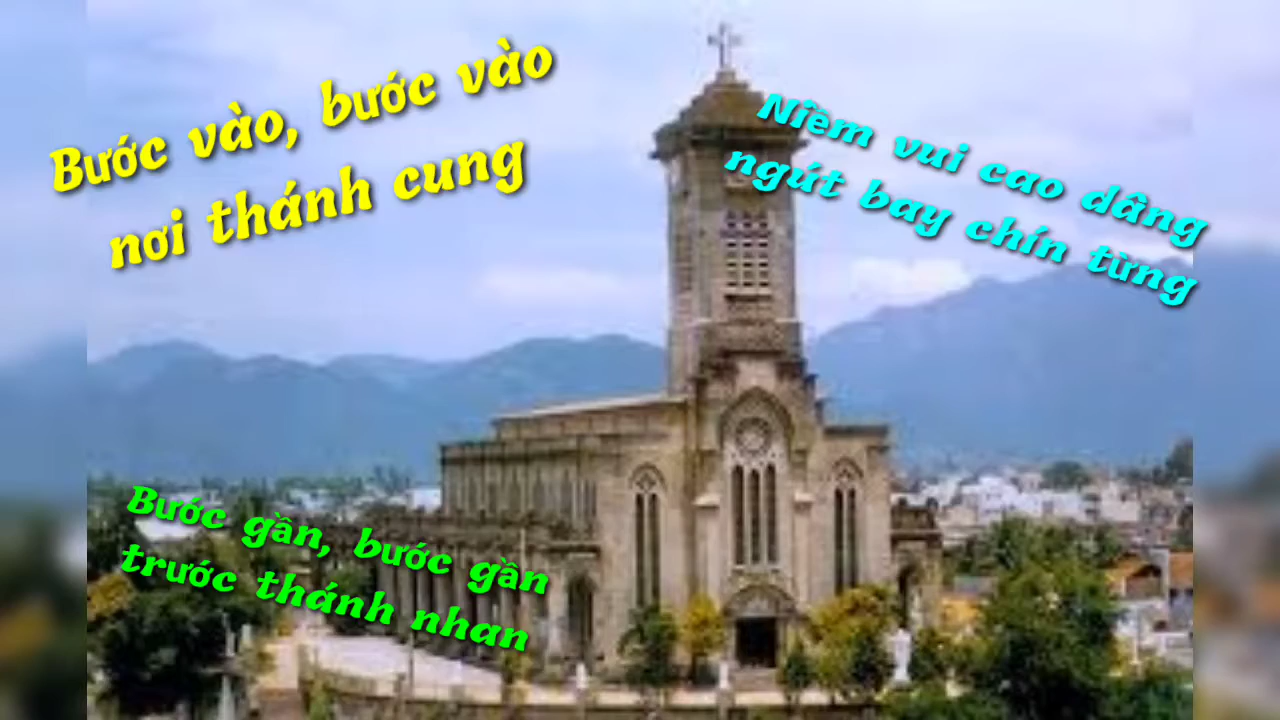 Bước vào, bước vào
nơi thánh cung
Niềm vui cao dâng
ngút bay chín từng
Bước gần, bước gần
trước thánh nhan